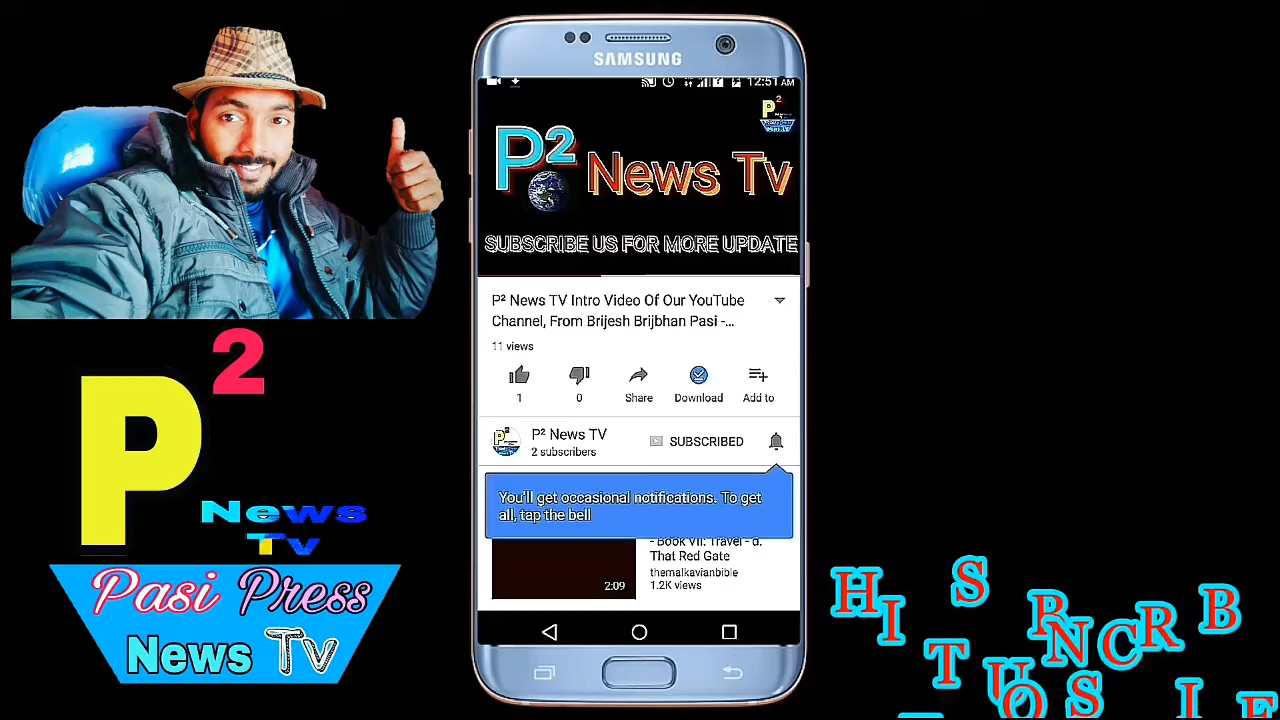 SAMSUNG
12:51 AM
P²
News Tv
SUBSCRIBE US FOR MORE UPDATE
P² News TV Intro Video Of Our YouTube
Channel, From Brijesh Brijbhan Pasi -...
11 views
1
0
Share
Download
Add to
P² News TV
2 subscribers
SUBSCRIBED
You'll get occasional notifications. To get
all, tap the bell
- Book VII: Travel - d.
That Red Gate
themalkavianbible
1.2K views
2:09
P²
News
Tv
Pasi Press
News Tv
H I S R N C R B
T U O S I E